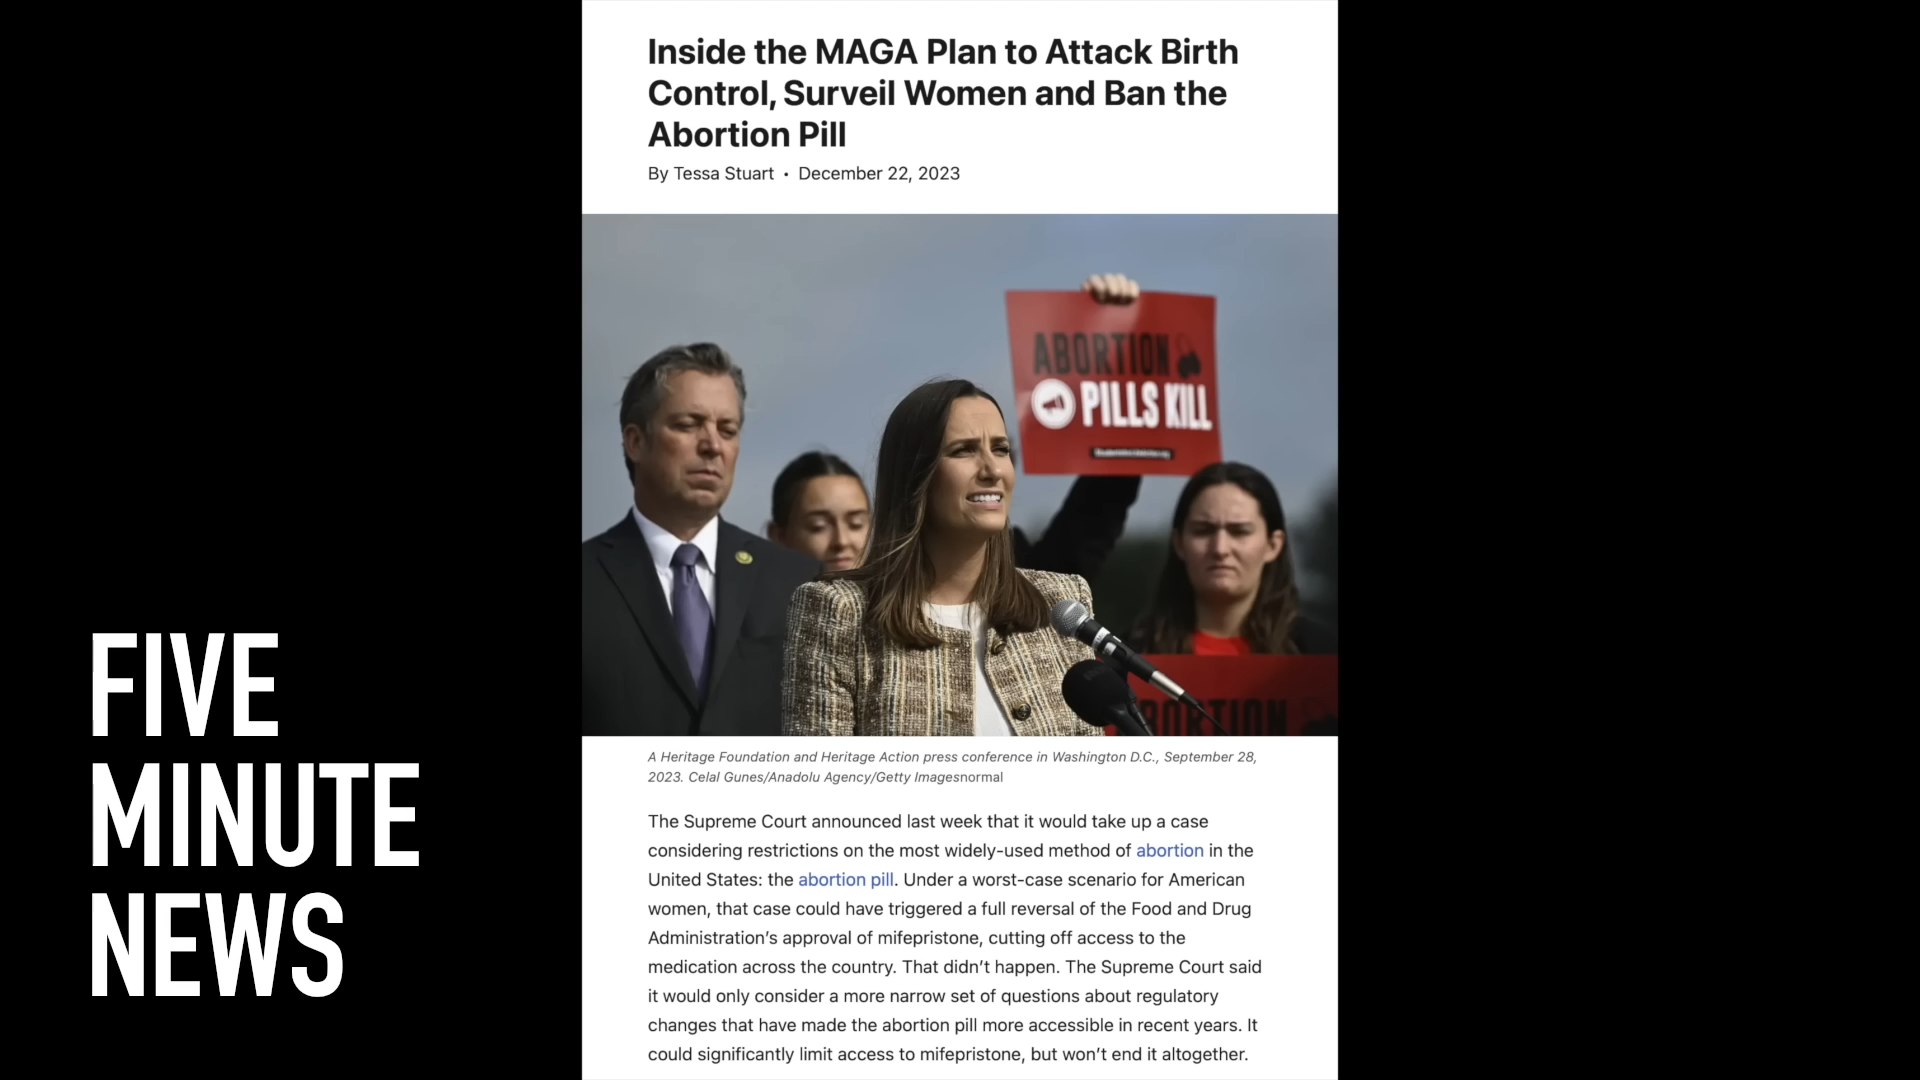 Inside the MAGA Plan to Attack Birth
Control, Surveil Women and Ban the
Abortion Pill
By Tessa Stuart • December 22, 2023
ABORTION
PILLS KILL
ABORTION
A Heritage Foundation and Heritage Action press conference in Washington D.C., September 28,
2023. Celal Gunes/Anadolu Agency/Getty Imagesnormal
The Supreme Court announced last week that it would take up a case
considering restrictions on the most widely-used method of abortion in the
United States: the abortion pill. Under a worst-case scenario for American
women, that case could have triggered a full reversal of the Food and Drug
Administration’s approval of mifepristone, cutting off access to the
medication across the country. That didn’t happen. The Supreme Court said
it would only consider a more narrow set of questions about regulatory
changes that have made the abortion pill more accessible in recent years. It
could significantly limit access to mifepristone, but won’t end it altogether.
FIVE
MINUTE
NEWS